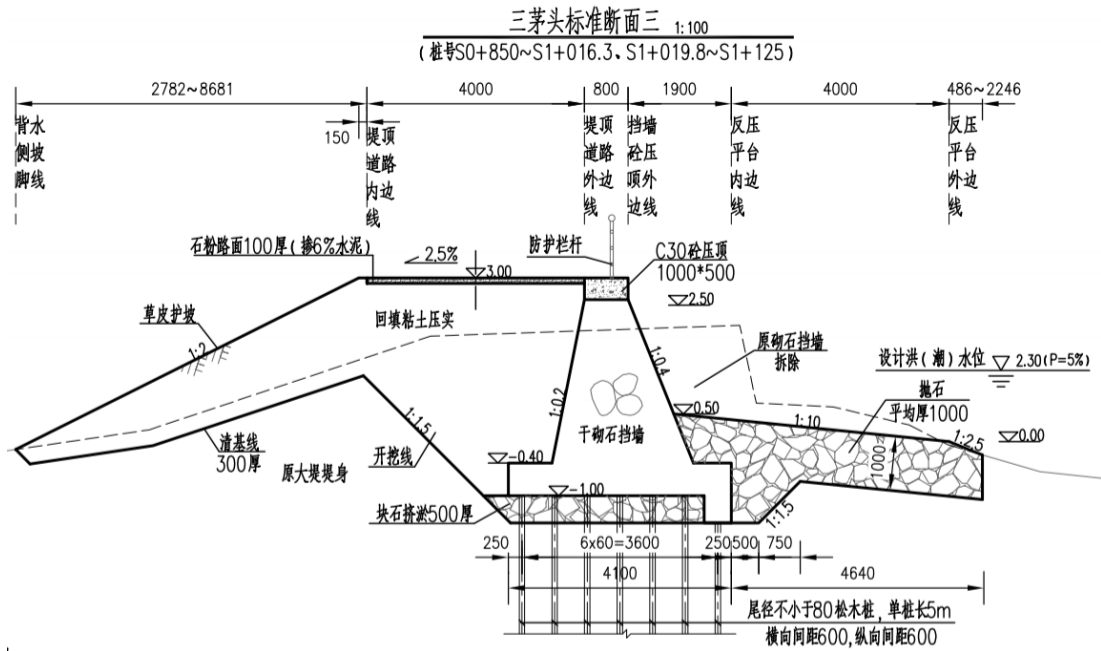 三茅头标准断面三 1:100
(桩号S0+850~S1+016.3、S1+019.8~S1+125)
2782~8681
4000
800
1900
4000
486~2246
150
背水侧坡脚线
堤顶道路内边线
堤顶道路外边线
挡墙砼压顶外边线
反压平台内边线
反压平台外边线
石粉路面100厚(掺6%水泥)
2.5%
3.00
防护栏杆
C30砼压顶
1000*500
2.50
草皮护坡
1:2
回填粘土压实
原砌石挡墙
拆除
设计洪(潮)水位 2.30(P=5%)
抛石
平均厚1000
1:0.2
1:0.4
0.50
1:10
1:2.5
0.00
干砌石挡墙
清基线
300厚
原大堤堤身
开挖线
1:1.5
-0.40
-1.00
1000
块石挤淤500厚
1:1.5
250
6x60=3600
250
500
750
4100
4640
尾径不小于80松木桩,单桩长5m
横向间距600,纵向间距600